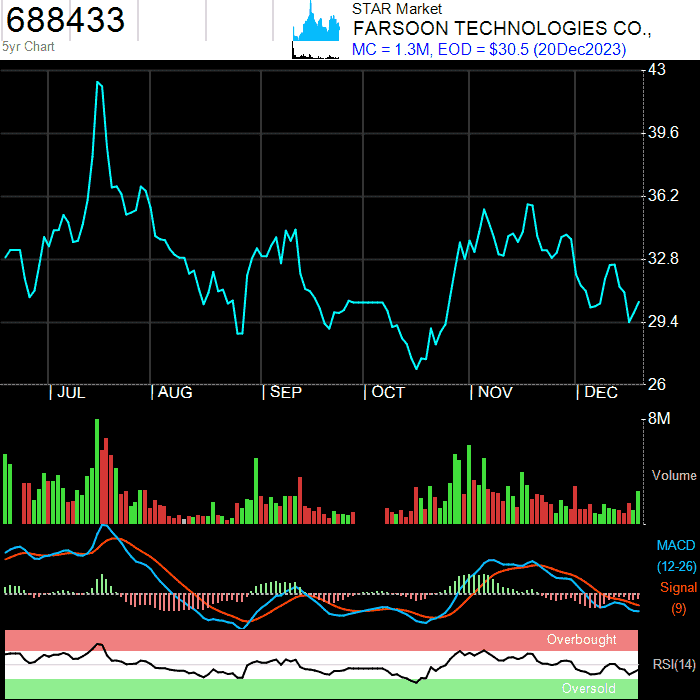 688433
5yr Chart
STAR Market
FARSOON TECHNOLOGIES CO.,
MC = 1.3M, EOD = $30.5 (20Dec2023)
43
39.6
36.2
32.8
29.4
26
| JUL | AUG | SEP | OCT | NOV | DEC
8M
Volume
MACD
(12-26)
Signal
(9)
Overbought
RSI(14)
Oversold